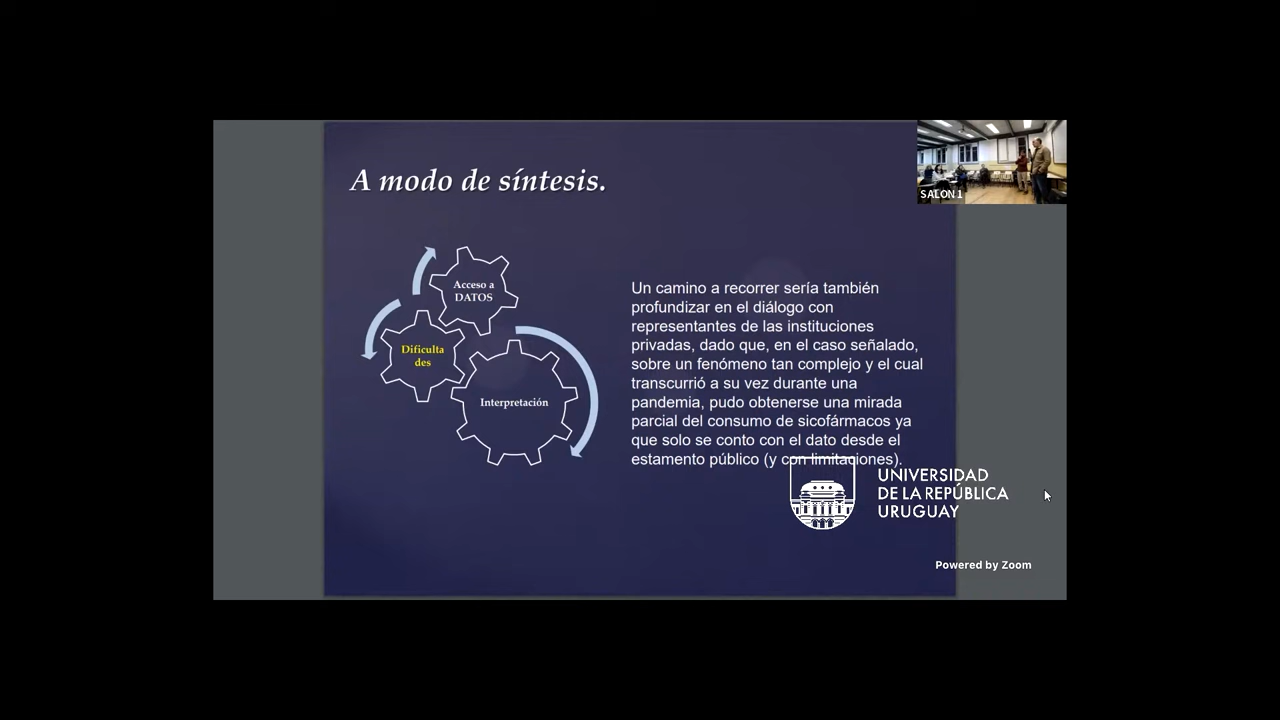 A modo de síntesis.
SALON 1
Acceso a
DATOS
Dificulta
des
Interpretación
Un camino a recorrer sería también
profundizar en el diálogo con
representantes de las instituciones
privadas, dado que, en el caso señalado,
sobre un fenómeno tan complejo y el cual
transcurrió a su vez durante una
pandemia, pudo obtenerse una mirada
parcial del consumo de sicofármacos ya
que solo se conto con el dato desde el
estamento público (y con limitaciones).
UNIVERSIDAD
DE LA REPÚBLICA
URUGUAY
Powered by Zoom